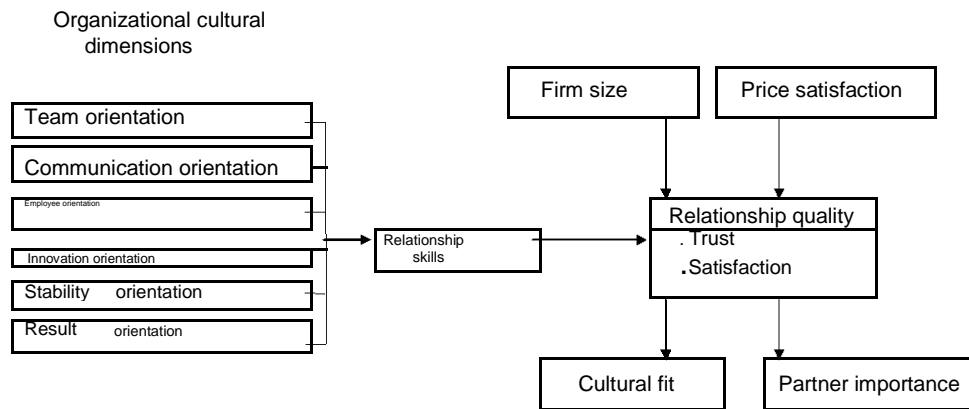 Organizational cultural
dimensions
Firm size
Price satisfaction
Team orientation
Communication orientation
Employee orientation
Innovation orientation
Stability orientation
Result orientation
Relationship
skills
Relationship quality
. Trust
.Satisfaction
Cultural fit
Partner importance